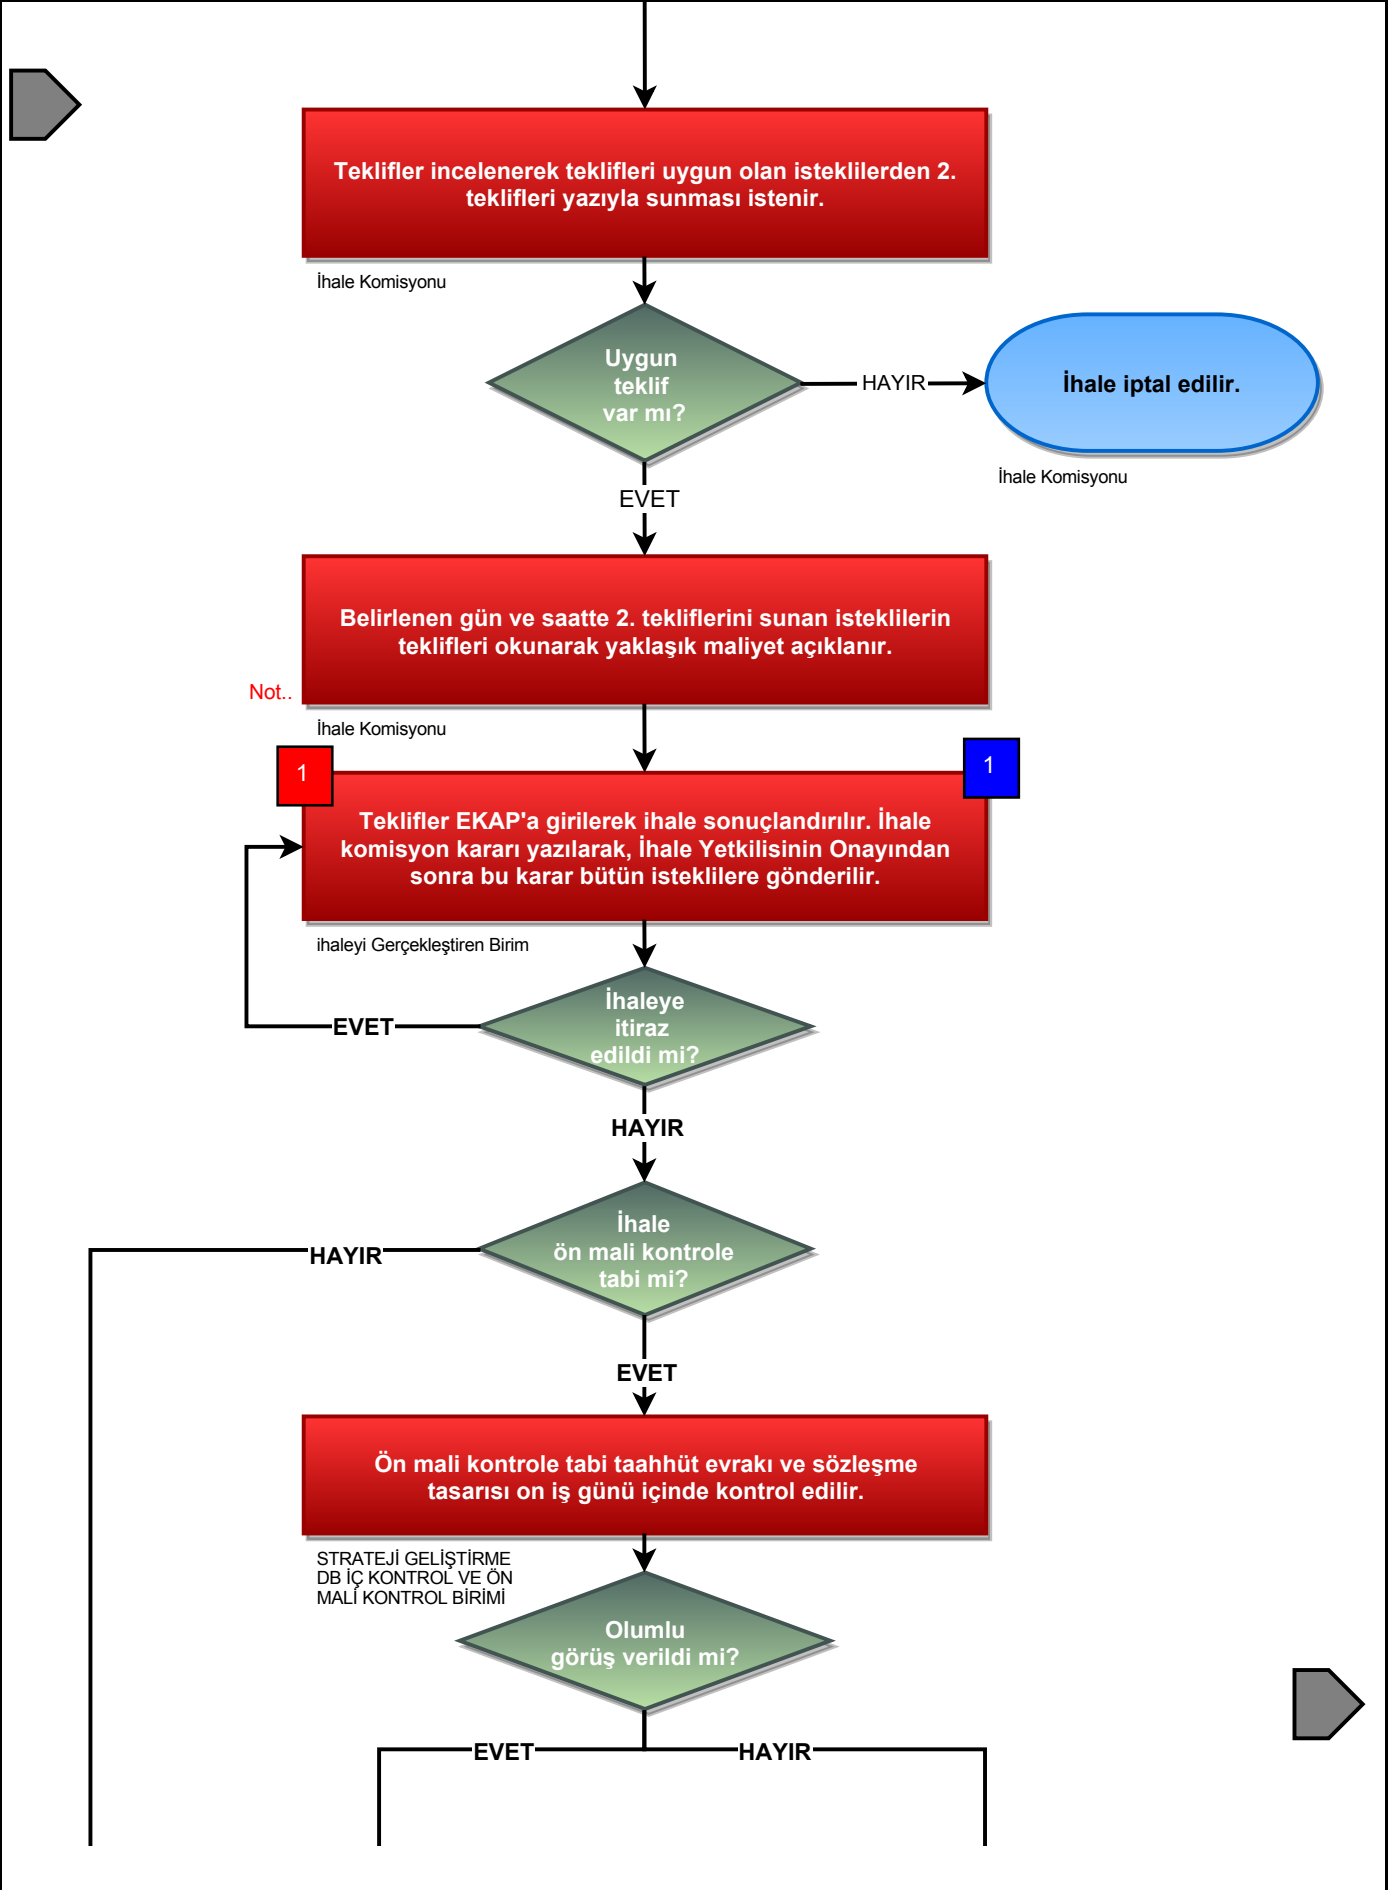 Teklifler incelenerek teklifleri uygun olan isteklilerden 2.
teklifleri yazıyla sunması istenir.
İhale Komisyonu
Uygun
teklif
var mı?
HAYIR
İhale iptal edilir.
İhale Komisyonu
EVET
Belirlenen gün ve saatte 2. tekliflerini sunan isteklilerin
teklifleri okunarak yaklaşık maliyet açıklanır.
Not..
İhale Komisyonu
1
1
Teklifler EKAP'a girilerek ihale sonuçlandırılır. İhale
komisyon kararı yazılarak, İhale Yetkilisinin Onayından
sonra bu karar bütün isteklilere gönderilir.
ihaleyi Gerçekleştiren Birim
İhaleye
itiraz
edildi mi?
EVET
HAYIR
İhale
ön mali kontrole
tabi mi?
HAYIR
EVET
Ön mali kontrole tabi taahhüt evrakı ve sözleşme
tasarısı on iş günü içinde kontrol edilir.
STRATEJİ GELİŞTİRME
DB İÇ KONTROL VE ÖN
MALİ KONTROL BİRİMİ
Olumlu
görüş verildi mi?
EVET
HAYIR